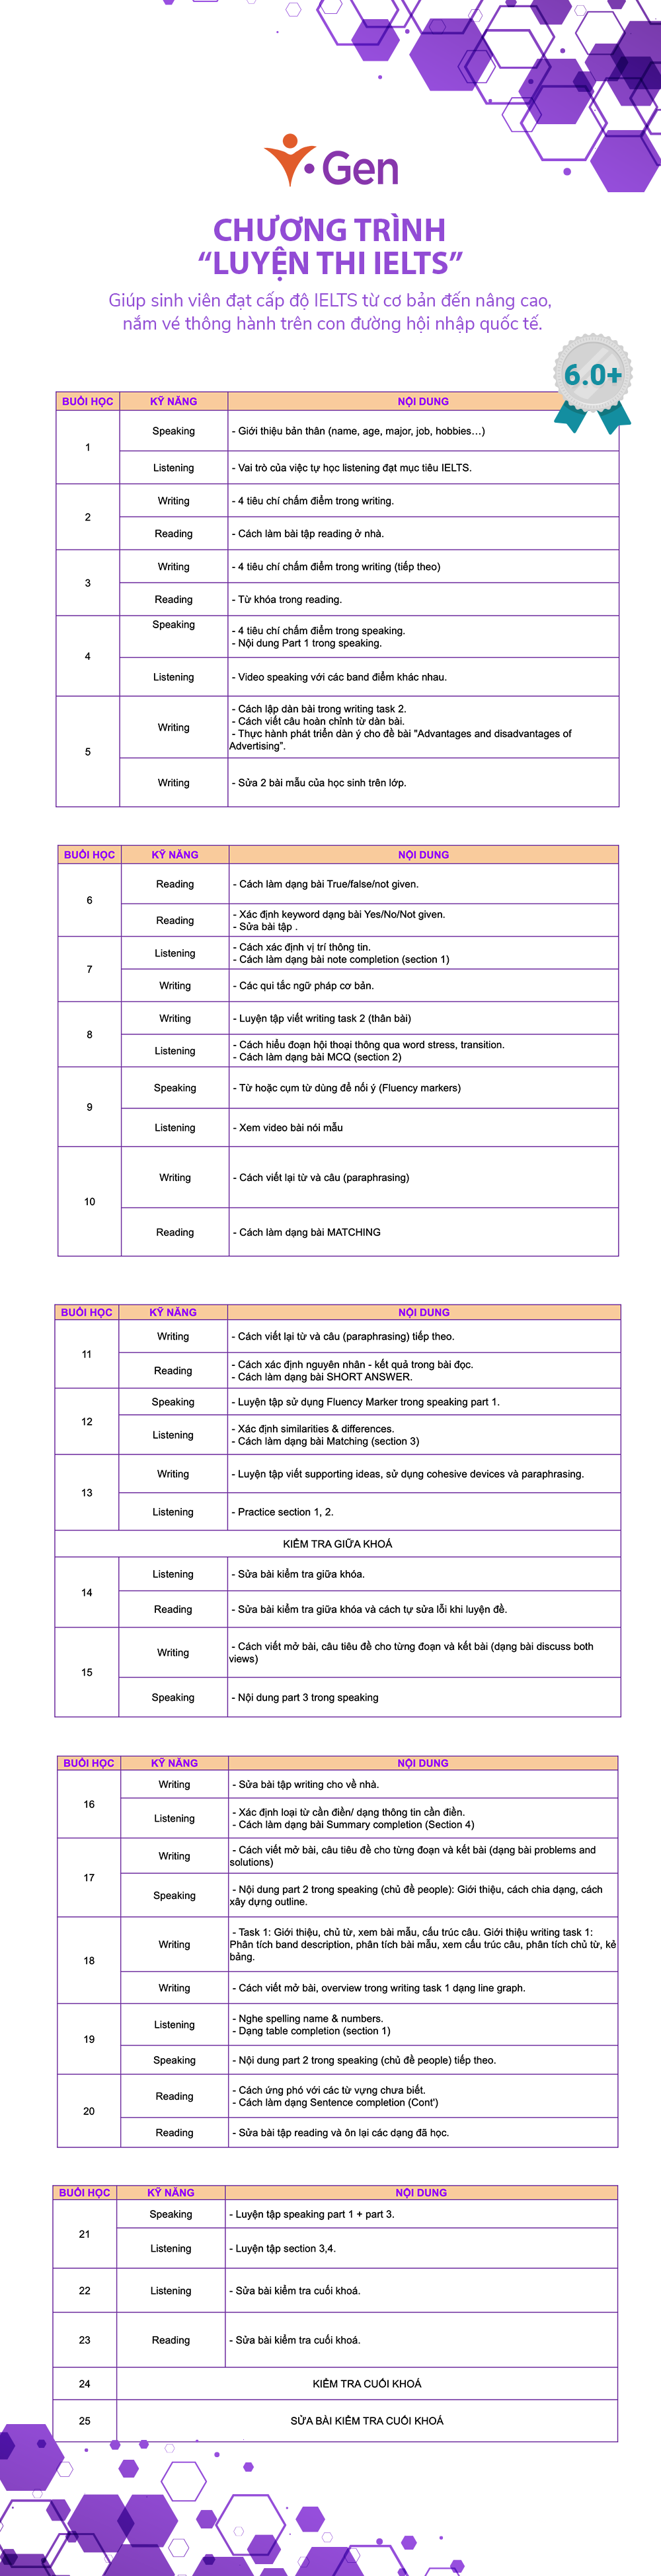 Gen
CHƯƠNG TRÌNH
“LUYỆN THI IELTS”
Giúp sinh viên đạt cấp độ IELTS từ cơ bản đến nâng cao,
nắm vé thông hành trên con đường hội nhập quốc tế.
6.0+
BUỔI HỌC KỸ NĂNG NỘI DUNG
1
Speaking - Giới thiệu bản thân (name, age, major, job, hobbies…)
Listening - Vai trò của việc tự học listening đạt mục tiêu IELTS.
2
Writing - 4 tiêu chí chấm điểm trong writing.
Reading - Cách làm bài tập reading ở nhà.
3
Writing - 4 tiêu chí chấm điểm trong writing (tiếp theo)
Reading - Từ khóa trong reading.
4
Speaking
- 4 tiêu chí chấm điểm trong speaking.
- Nội dung Part 1 trong speaking.
Listening - Video speaking với các band điểm khác nhau.
5
Writing
- Cách lập dàn bài trong writing task 2.
- Cách viết câu hoàn chỉnh từ dàn bài.
- Thực hành phát triển dàn ý cho đề bài "Advantages and disadvantages of
Advertising".
Writing - Sửa 2 bài mẫu của học sinh trên lớp.
BUỔI HỌC KỸ NĂNG NỘI DUNG
6
Reading - Cách làm dạng bài True/false/not given.
Reading
- Xác định keyword dạng bài Yes/No/Not given.
- Sửa bài tập .
7
Listening
- Cách xác định vị trí thông tin.
- Cách làm dạng bài note completion (section 1)
Writing - Các qui tắc ngữ pháp cơ bản.
8
Writing - Luyện tập viết writing task 2 (thân bài)
Listening
- Cách hiểu đoạn hội thoại thông qua word stress, transition.
- Cách làm dạng bài MCQ (section 2)
9
Speaking - Từ hoặc cụm từ dùng để nối ý (Fluency markers)
Listening - Xem video bài nói mẫu
10
Writing - Cách viết lại từ và câu (paraphrasing)
Reading - Cách làm dạng bài MATCHING
BUỔI HỌC KỸ NĂNG NỘI DUNG
11
Writing - Cách viết lại từ và câu (paraphrasing) tiếp theo.
Reading
- Cách xác định nguyên nhân - kết quả trong bài đọc.
- Cách làm dạng bài SHORT ANSWER.
12
Speaking - Luyện tập sử dụng Fluency Marker trong speaking part 1.
Listening
- Xác định similarities & differences.
- Cách làm dạng bài Matching (section 3)
13
Writing - Luyện tập viết supporting ideas, sử dụng cohesive devices và paraphrasing.
Listening - Practice section 1, 2.
KIỂM TRA GIỮA KHOÁ
14
Listening - Sửa bài kiểm tra giữa khóa.
Reading - Sửa bài kiểm tra giữa khóa và cách tự sửa lỗi khi luyện đề.
15
Writing
- Cách viết mở bài, câu tiêu đề cho từng đoạn và kết bài (dạng bài discuss both
views)
Speaking - Nội dung part 3 trong speaking
BUỔI HỌC KỸ NĂNG NỘI DUNG
16
Writing - Sửa bài tập writing cho về nhà.
Listening
- Xác định loại từ cần điền/ dạng thông tin cần điền.
- Cách làm dạng bài Summary completion (Section 4)
17
Writing
- Cách viết mở bài, câu tiêu đề cho từng đoạn và kết bài (dạng bài problems and
solutions)
Speaking
- Nội dung part 2 trong speaking (chủ đề people): Giới thiệu, cách chia dạng, cách
xây dựng outline.
18
Writing
- Task 1: Giới thiệu, chủ từ, xem bài mẫu, cấu trúc câu. Giới thiệu writing task 1:
Phân tích band description, phân tích bài mẫu, xem cấu trúc câu, phân tích chủ từ, kẻ
bảng.
Writing - Cách viết mở bài, overview trong writing task 1 dạng line graph.
19
Listening
- Nghe spelling name & numbers.
- Dạng table completion (section 1)
Speaking - Nội dung part 2 trong speaking (chủ đề people) tiếp theo.
20
Reading
- Cách ứng phó với các từ vựng chưa biết.
- Cách làm dạng Sentence completion (Cont')
Reading - Sửa bài tập reading và ôn lại các dạng đã học.
BUỔI HỌC KỸ NĂNG NỘI DUNG
21
Speaking - Luyện tập speaking part 1 + part 3.
Listening - Luyện tập section 3,4.
22 Listening - Sửa bài kiểm tra cuối khoá.
23 Reading - Sửa bài kiểm tra cuối khoá.
24 KIỂM TRA CUỐI KHOÁ
25 SỬA BÀI KIỂM TRA CUỐI KHOÁ